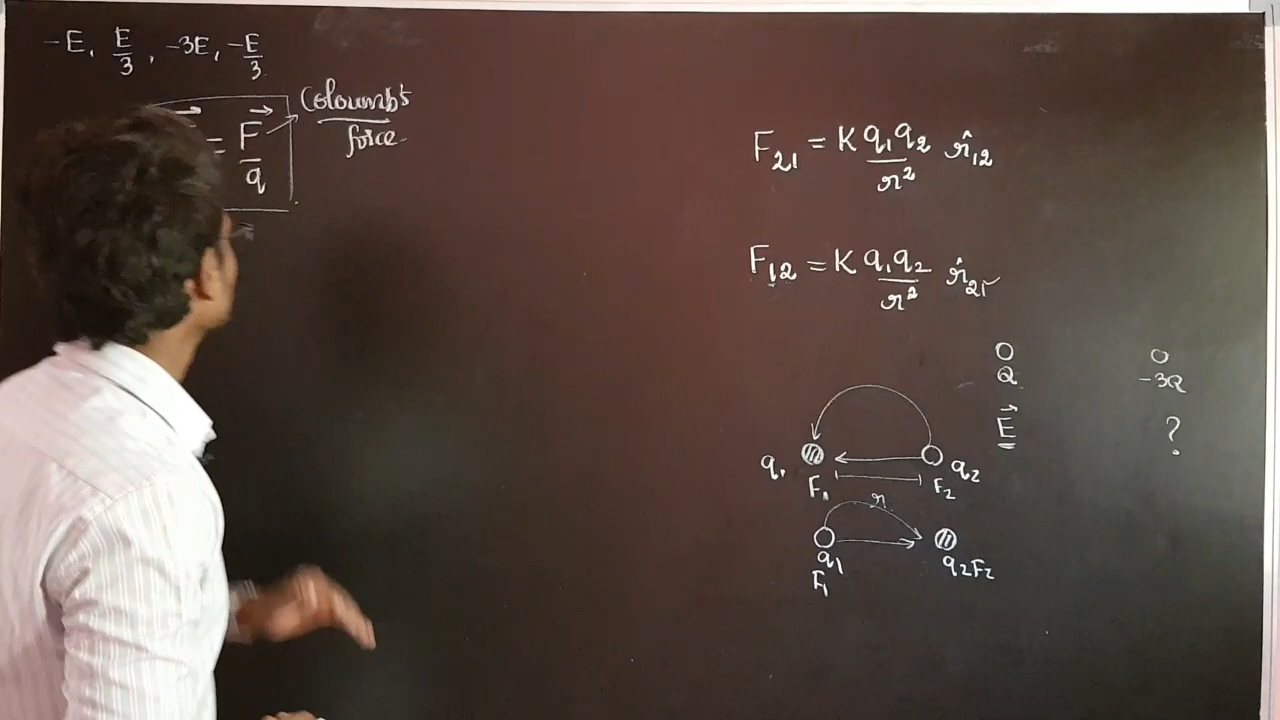 -E, E/3, -3E, -E/3
= F⃗/q
Coloumb's
force
F₂₁ = K q₁q₂/r² r̂₁₂
F₁₂ = K q₁q₂/r² r̂₂₁
Q
-3Q
E⃗
?
q₁
q₂
F₁
F₂
r
q₁
q₂F₂
F₁